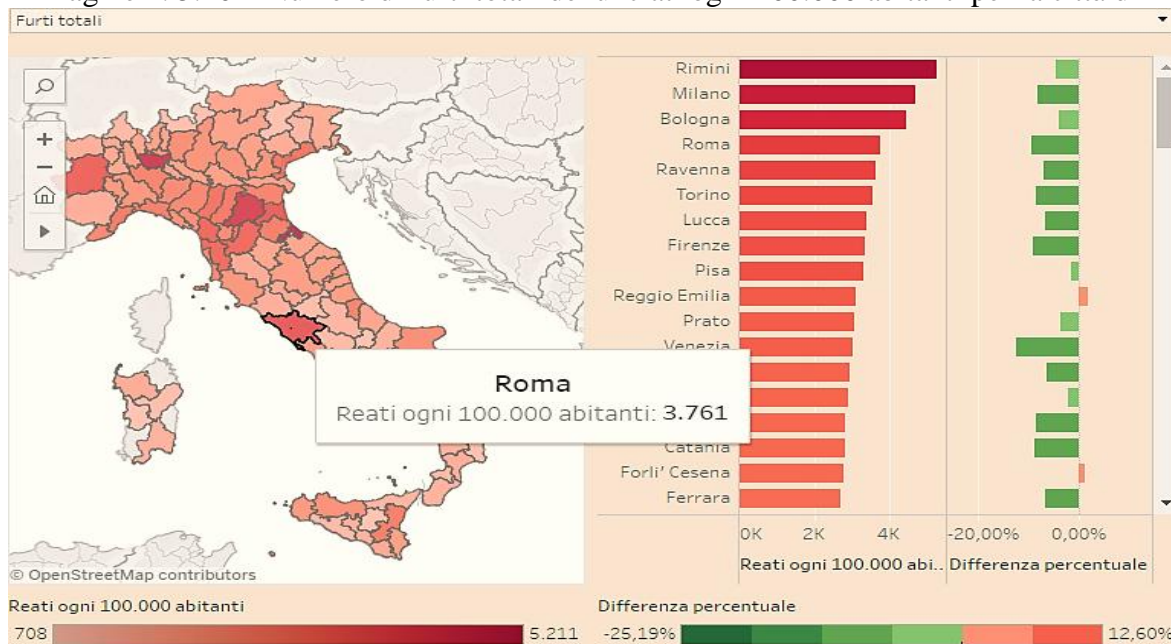 Furti totali
Rimini
Milano
Bologna
Roma
Ravenna
Torino
Lucca
Firenze
Pisa
Reggio Emilia
Prato
Venezia
Roma
Reati ogni 100.000 abitanti: 3.761
Catania
Forli' Cesena
Ferrara
0K 2K 4K -20,00% 0,00%
Reati ogni 100.000 abi.. Differenza percentuale
© OpenStreetMap contributors
Reati ogni 100.000 abitanti
708 5.211
Differenza percentuale
-25,19% 12,60%